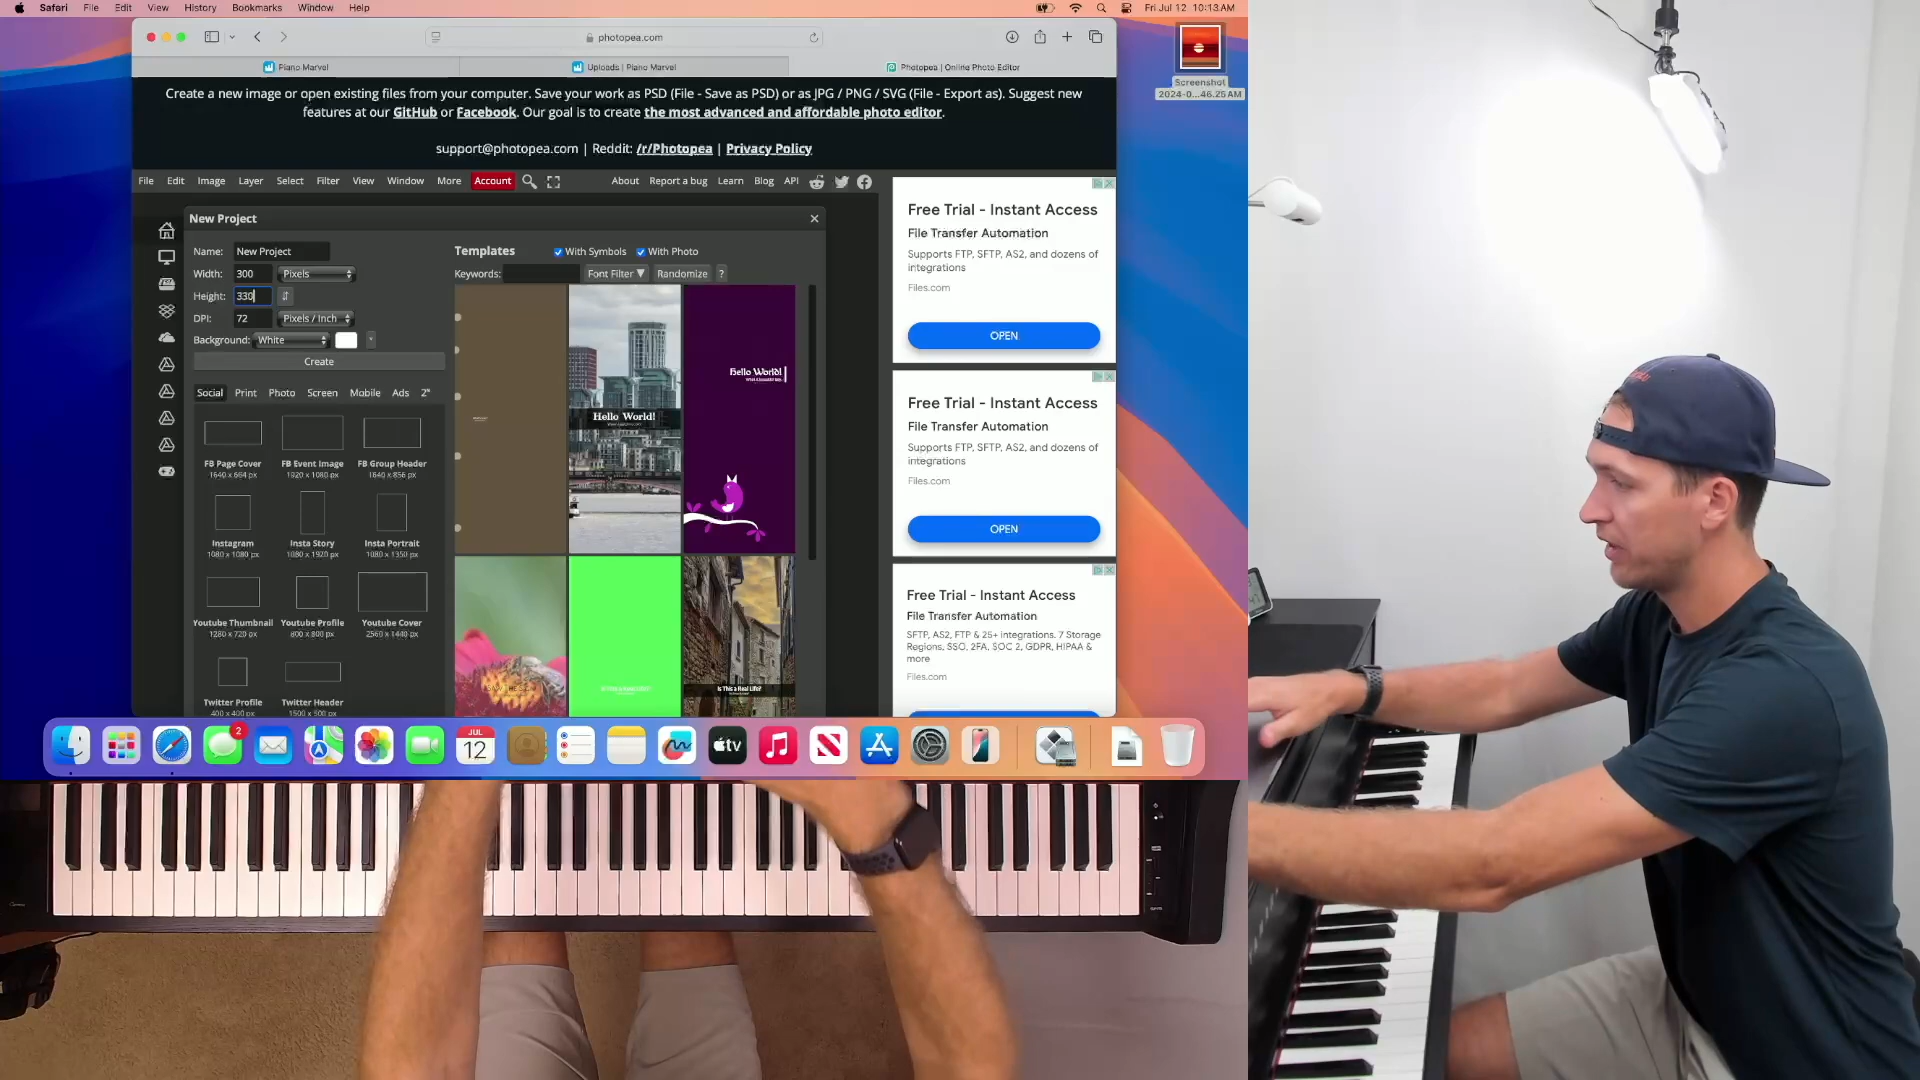 Safari File Edit View History Bookmarks Window Help Fri Jul 12 10:13 AM
photopea.com
Piano Marvel Uploads | Piano Marvel Photopea | Online Photo Editor
Screenshot
2024-0...46.25 AM
Create a new image or open existing files from your computer. Save your work as PSD (File - Save as PSD) or as JPG / PNG / SVG (File - Export as). Suggest new
features at our GitHub or Facebook. Our goal is to create the most advanced and affordable photo editor.
support@photopea.com | Reddit: /r/Photopea | Privacy Policy
File Edit Image Layer Select Filter View Window More Account About Report a bug Learn Blog API
New Project
Name: New Project
Width: 300 Pixels
Height: 330
DPI: 72 Pixels / Inch
Background: White
Create
Social Print Photo Screen Mobile Ads 2ⁿ
FB Page Cover FB Event Image FB Group Header
1640 x 664 px 1920 x 1080 px 1640 x 856 px
Instagram Insta Story Insta Portrait
1080 x 1080 px 1080 x 1920 px 1080 x 1350 px
Youtube Thumbnail Youtube Profile Youtube Cover
1280 x 720 px 800 x 800 px 2560 x 1440 px
Twitter Profile Twitter Header
400 x 400 px 1500 x 500 px
Templates With Symbols With Photo
Keywords: Font Filter ▼ Randomize ?
Hello World!
Hello World!
Is This a Real Life?
Free Trial - Instant Access
File Transfer Automation
Supports FTP, SFTP, AS2, and dozens of
integrations
Files.com
OPEN
Free Trial - Instant Access
File Transfer Automation
Supports FTP, SFTP, AS2, and dozens of
integrations
Files.com
OPEN
Free Trial - Instant Access
File Transfer Automation
SFTP, AS2, FTP & 25+ integrations. 7 Storage
Regions, SSO, 2FA, SOC 2, GDPR, HIPAA &
more
Files.com
2
JUL
12
tv